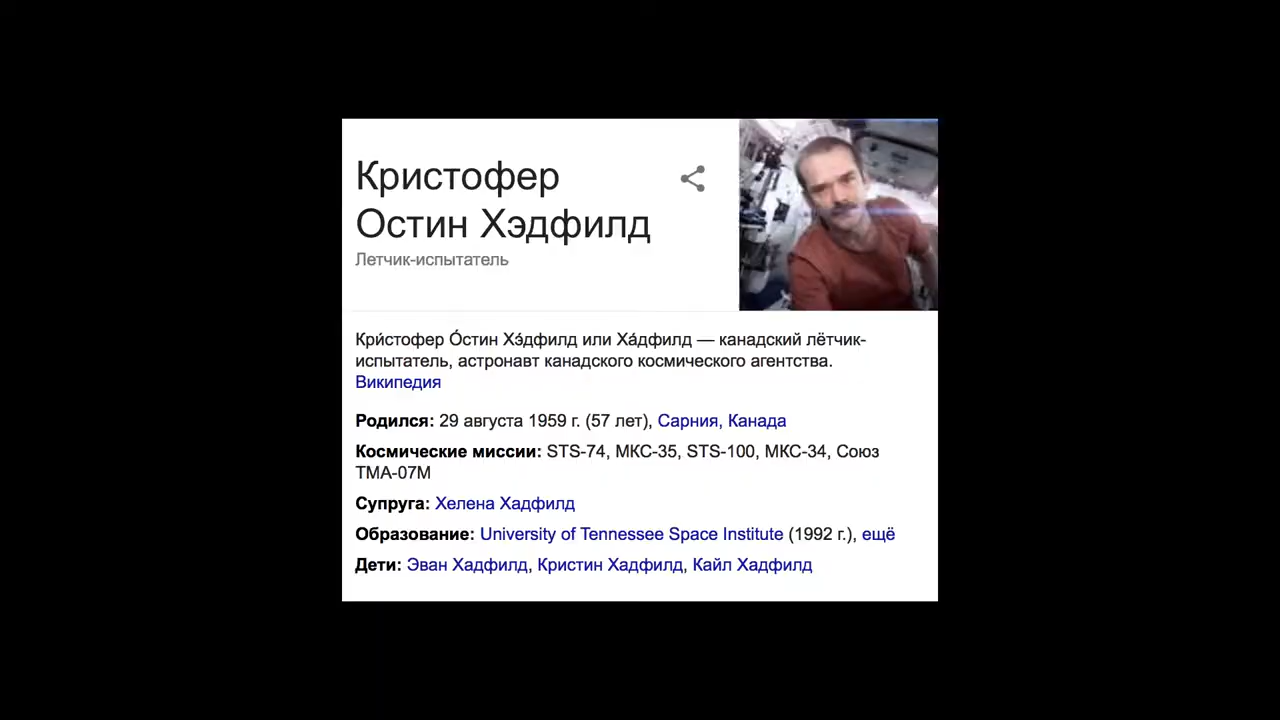 Кристофер
Остин Хэдфилд
Летчик-испытатель
Кри́стофер О́стин Хэ́дфилд или Ха́дфилд — канадский лётчик-
испытатель, астронавт канадского космического агентства.
Википедия
Родился: 29 августа 1959 г. (57 лет), Сарния, Канада
Космические миссии: STS-74, МКС-35, STS-100, МКС-34, Союз
ТМА-07М
Супруга: Хелена Хадфилд
Образование: University of Tennessee Space Institute (1992 г.), ещё
Дети: Эван Хадфилд, Кристин Хадфилд, Кайл Хадфилд